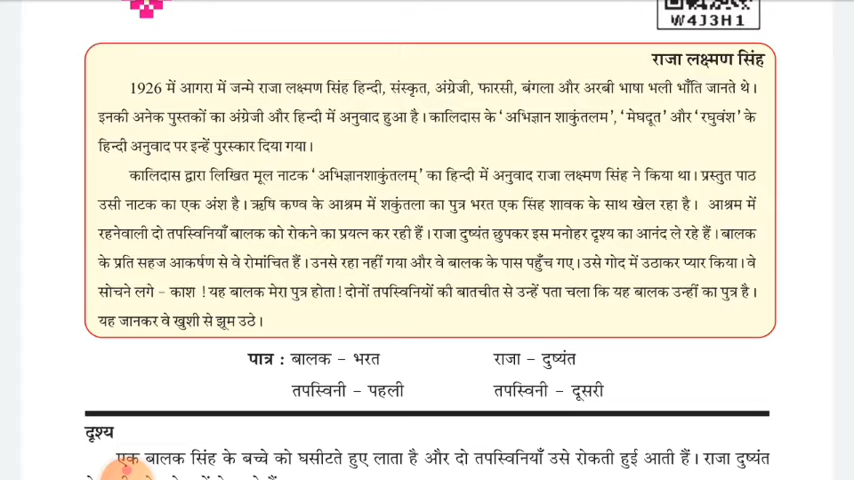 W4J3H1
राजा लक्ष्मण सिंह
1926 में आगरा में जन्मे राजा लक्ष्मण सिंह हिन्दी, संस्कृत, अंग्रेजी, फारसी, बंगला और अरबी भाषा भली भाँति जानते थे।
इनकी अनेक पुस्तकों का अंग्रेजी और हिन्दी में अनुवाद हुआ है। कालिदास के 'अभिज्ञान शाकुंतलम', 'मेघदूत' और 'रघुवंश' के
हिन्दी अनुवाद पर इन्हें पुरस्कार दिया गया।
कालिदास द्वारा लिखित मूल नाटक 'अभिज्ञानशाकुंतलम्' का हिन्दी में अनुवाद राजा लक्ष्मण सिंह ने किया था। प्रस्तुत पाठ
उसी नाटक का एक अंश है। ऋषि कण्व के आश्रम में शकुंतला का पुत्र भरत एक सिंह शावक के साथ खेल रहा है। आश्रम में
रहनेवाली दो तपस्विनियाँ बालक को रोकने का प्रयत्न कर रही हैं। राजा दुष्यंत छुपकर इस मनोहर दृश्य का आनंद ले रहे हैं। बालक
के प्रति सहज आकर्षण से वे रोमांचित हैं। उनसे रहा नहीं गया और वे बालक के पास पहुँच गए। उसे गोद में उठाकर प्यार किया। वे
सोचने लगे – काश ! यह बालक मेरा पुत्र होता! दोनों तपस्विनियों की बातचीत से उन्हें पता चला कि यह बालक उन्हीं का पुत्र है।
यह जानकर वे खुशी से झूम उठे।
पात्र : बालक – भरत राजा – दुष्यंत
तपस्विनी – पहली तपस्विनी – दूसरी
दृश्य
एक बालक सिंह के बच्चे को घसीटते हुए लाता है और दो तपस्विनियाँ उसे रोकती हुई आती हैं। राजा दुष्यंत